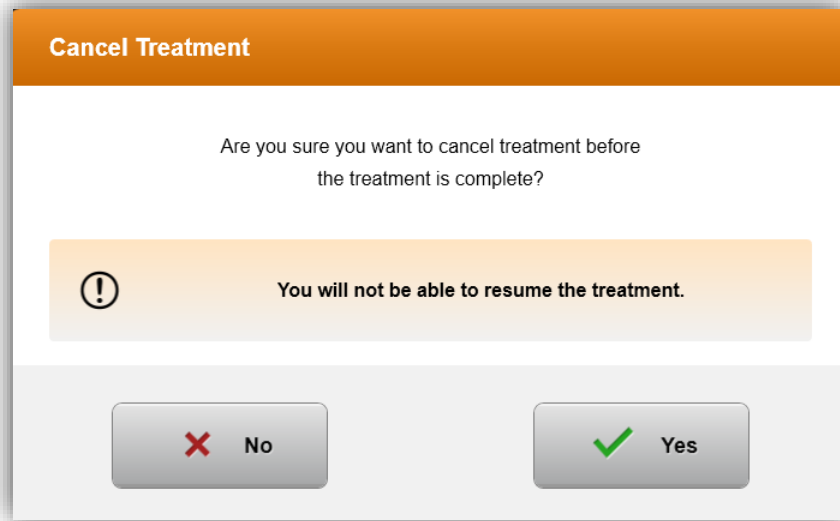 Cancel Treatment
Are you sure you want to cancel treatment before
the treatment is complete?
You will not be able to resume the treatment.
No
Yes